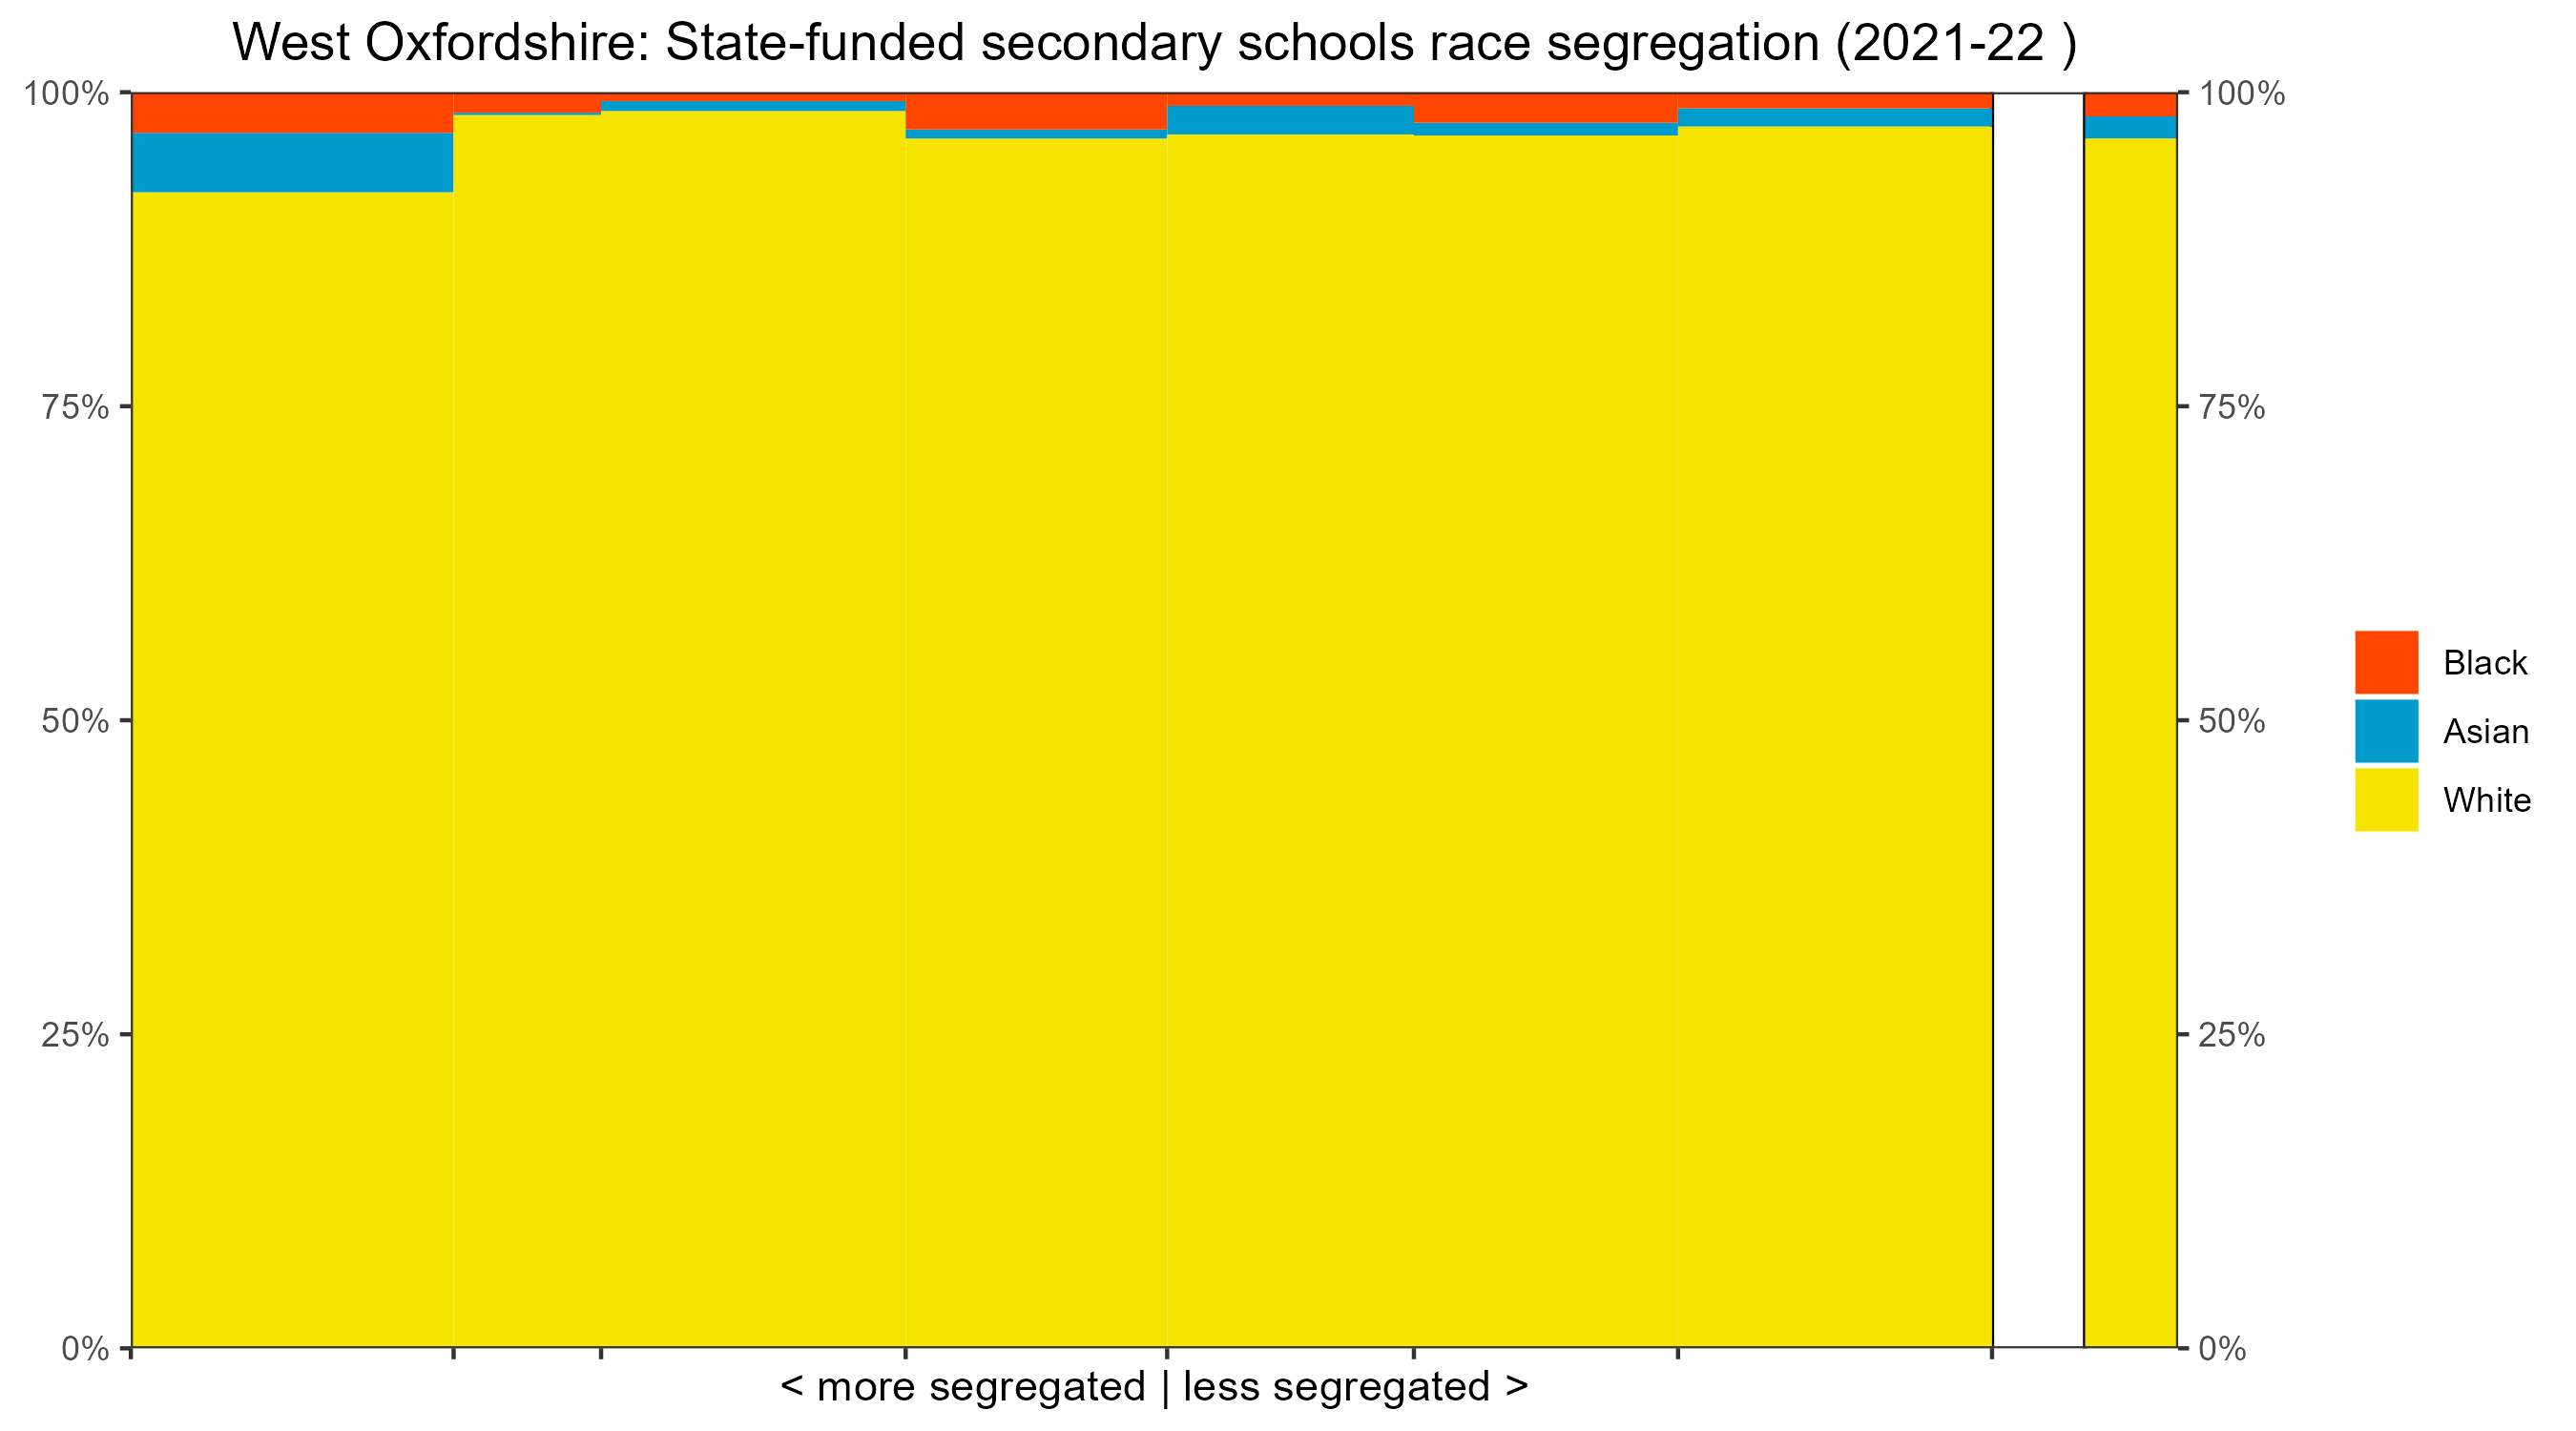 West Oxfordshire: State-funded secondary schools race segregation (2021-22 )
100%
75%
50%
25%
0%
100%
75%
50%
25%
0%
< more segregated | less segregated >
Black
Asian
White